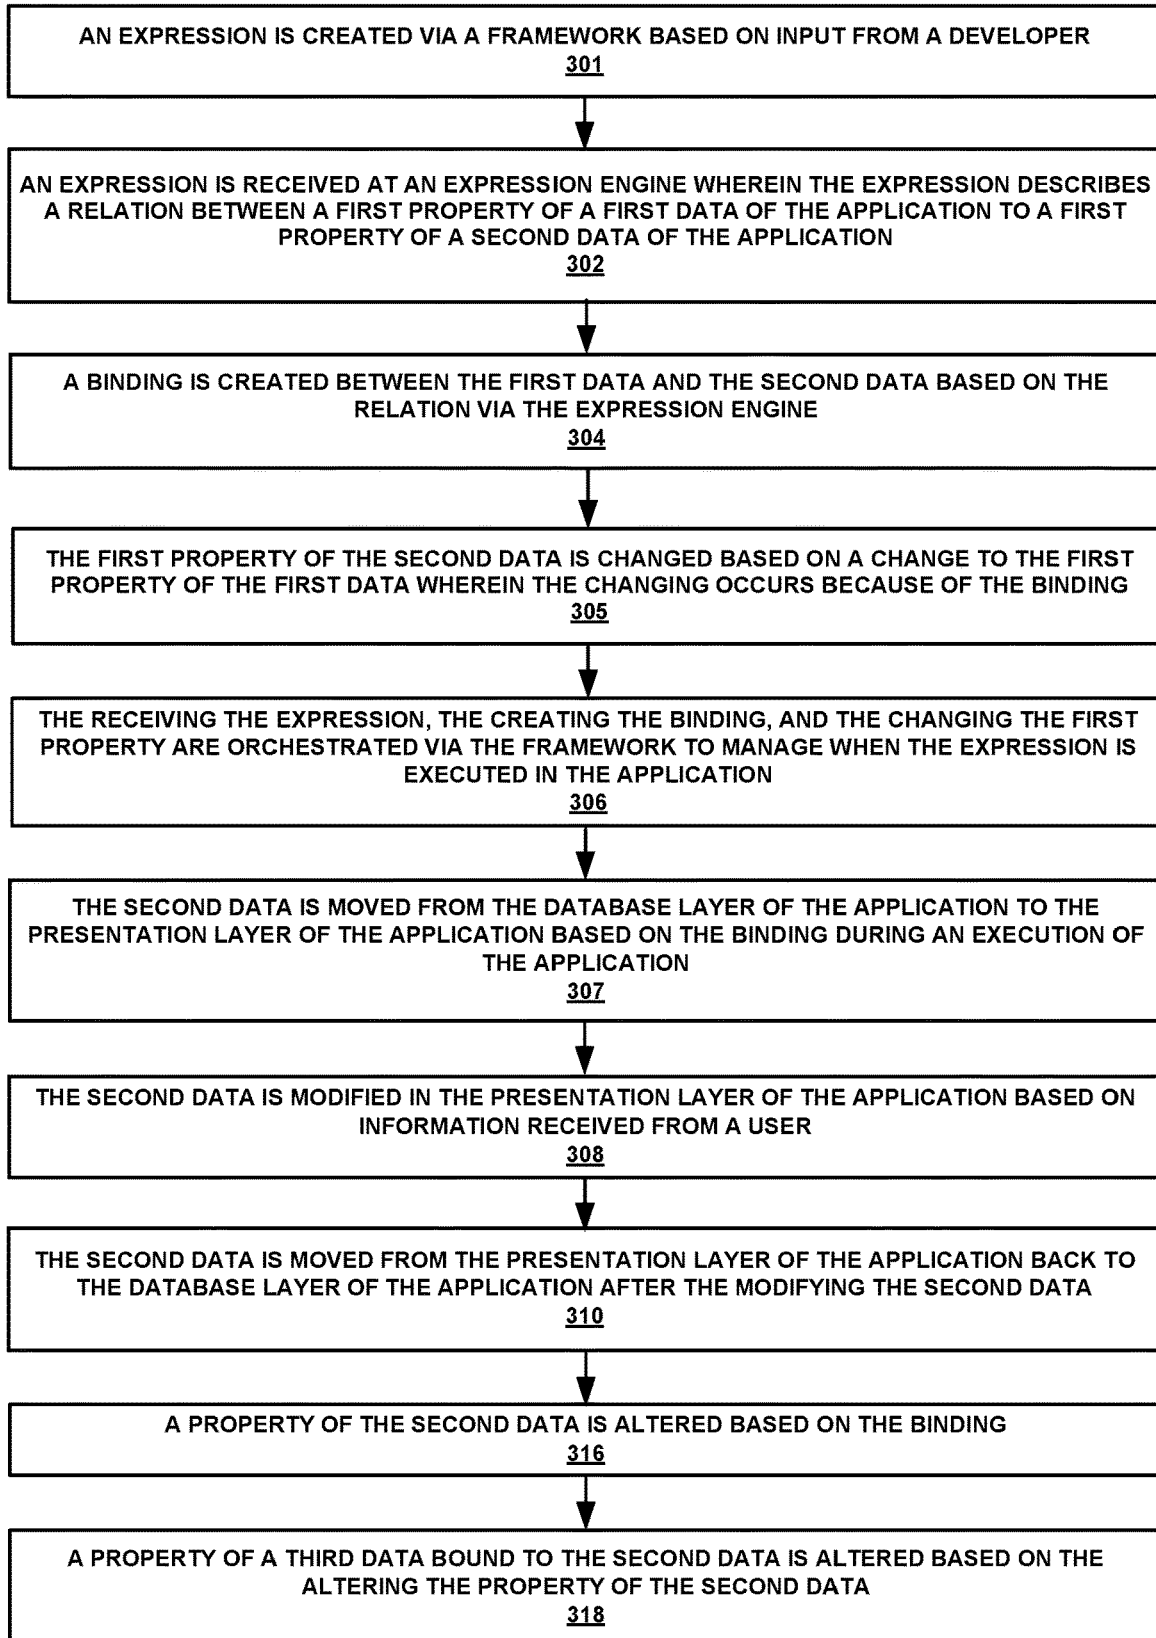 AN EXPRESSION IS CREATED VIA A FRAMEWORK BASED ON INPUT FROM A DEVELOPER
301
AN EXPRESSION IS RECEIVED AT AN EXPRESSION ENGINE WHEREIN THE EXPRESSION DESCRIBES
A RELATION BETWEEN A FIRST PROPERTY OF A FIRST DATA OF THE APPLICATION TO A FIRST
PROPERTY OF A SECOND DATA OF THE APPLICATION
302
A BINDING IS CREATED BETWEEN THE FIRST DATA AND THE SECOND DATA BASED ON THE
RELATION VIA THE EXPRESSION ENGINE
304
THE FIRST PROPERTY OF THE SECOND DATA IS CHANGED BASED ON A CHANGE TO THE FIRST
PROPERTY OF THE FIRST DATA WHEREIN THE CHANGING OCCURS BECAUSE OF THE BINDING
305
THE RECEIVING THE EXPRESSION, THE CREATING THE BINDING, AND THE CHANGING THE FIRST
PROPERTY ARE ORCHESTRATED VIA THE FRAMEWORK TO MANAGE WHEN THE EXPRESSION IS
EXECUTED IN THE APPLICATION
306
THE SECOND DATA IS MOVED FROM THE DATABASE LAYER OF THE APPLICATION TO THE
PRESENTATION LAYER OF THE APPLICATION BASED ON THE BINDING DURING AN EXECUTION OF
THE APPLICATION
307
THE SECOND DATA IS MODIFIED IN THE PRESENTATION LAYER OF THE APPLICATION BASED ON
INFORMATION RECEIVED FROM A USER
308
THE SECOND DATA IS MOVED FROM THE PRESENTATION LAYER OF THE APPLICATION BACK TO
THE DATABASE LAYER OF THE APPLICATION AFTER THE MODIFYING THE SECOND DATA
310
A PROPERTY OF THE SECOND DATA IS ALTERED BASED ON THE BINDING
316
A PROPERTY OF A THIRD DATA BOUND TO THE SECOND DATA IS ALTERED BASED ON THE
ALTERING THE PROPERTY OF THE SECOND DATA
318